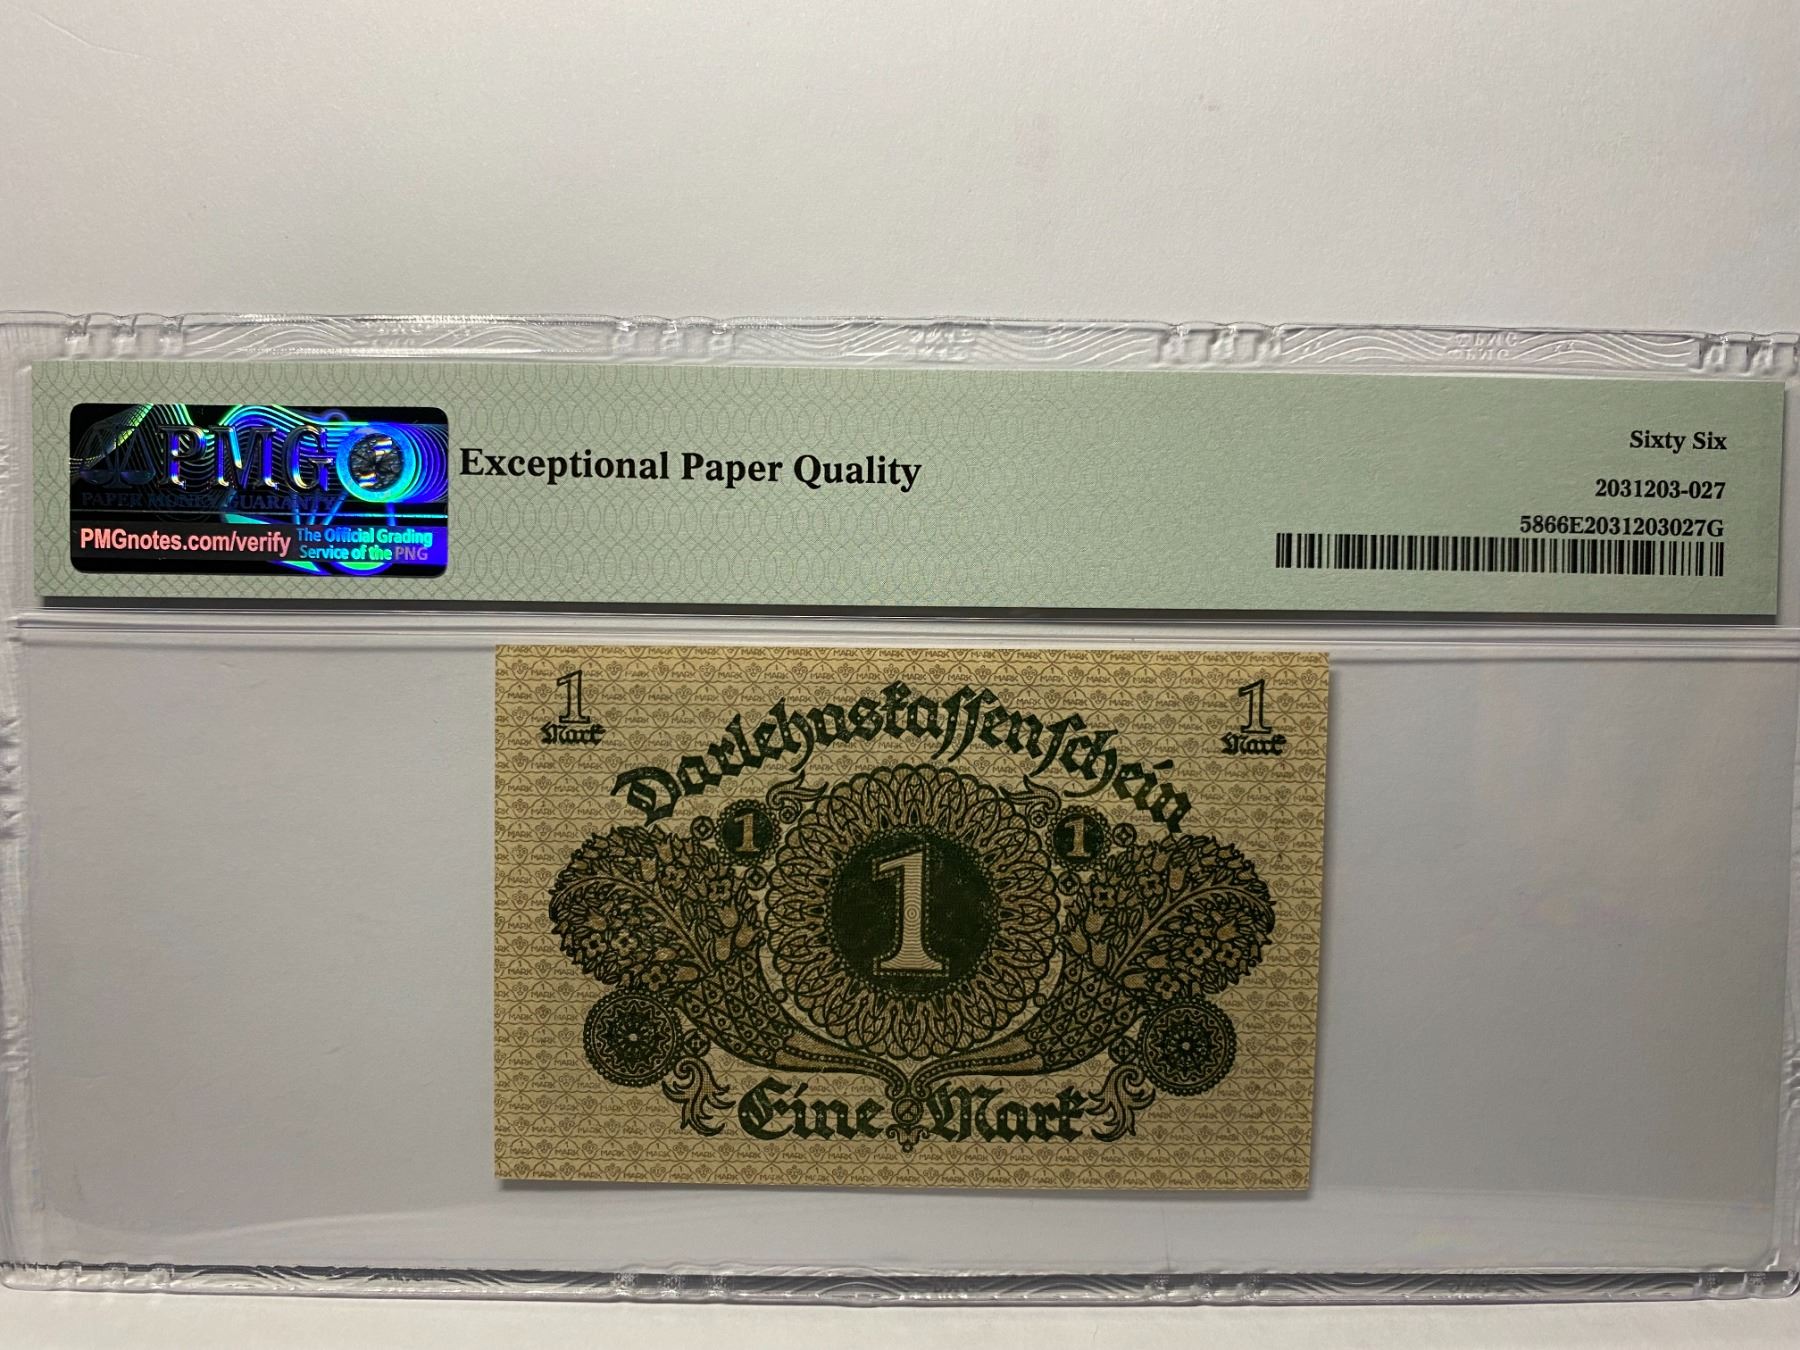 PMG
PAPER MONEY GUARANTY
PMGnotes.com/verify
The Official Grading
Service of the PNG
Exceptional Paper Quality
Sixty Six
2031203-027
5866E2031203027G
1
Mark
1
Mark
Darlehnskassenschein
1
1
1
Eine Mark